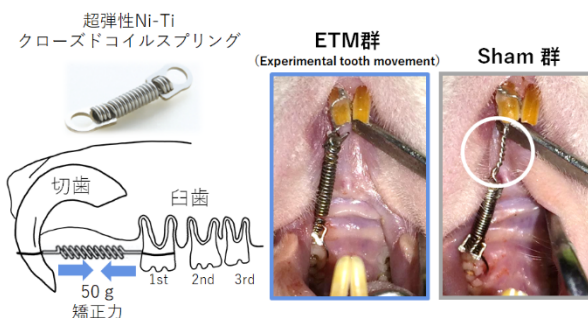 超弾性Ni-Ti
クローズドコイルスプリング
切歯
臼歯
1st 2nd 3rd
50 g
矯正力
ETM群
(Experimental tooth movement)
Sham 群